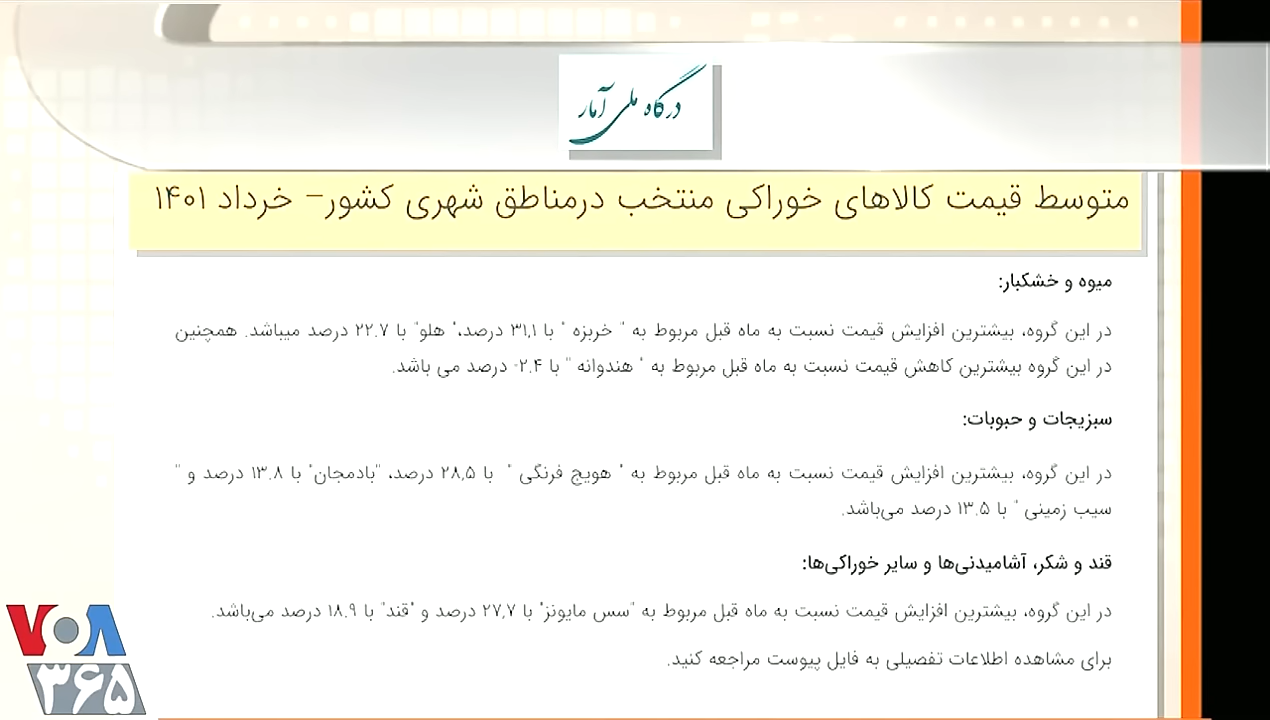 درگاه ملی آمار
متوسط قیمت کالاهای خوراکی منتخب درمناطق شهری کشور– خرداد ۱۴۰۱
میوه و خشکبار:
در این گروه، بیشترین افزایش قیمت نسبت به ماه قبل مربوط به " خربزه " با ۳۱,۱ درصد،" هلو" با ۲۲.۷ درصد میباشد. همچنین
در این گروه بیشترین کاهش قیمت نسبت به ماه قبل مربوط به " هندوانه " با ۲.۴- درصد می باشد.
سبزیجات و حبوبات:
در این گروه، بیشترین افزایش قیمت نسبت به ماه قبل مربوط به " هویج فرنگی " با ۲۸,۵ درصد، "بادمجان" با ۱۳.۸ درصد و "
سیب زمینی " با ۱۳.۵ درصد می‌باشد.
قند و شکر، آشامیدنی‌ها و سایر خوراکی‌ها:
در این گروه، بیشترین افزایش قیمت نسبت به ماه قبل مربوط به "سس مایونز" با ۲۷,۷ درصد و "قند" با ۱۸.۹ درصد می‌باشد.
برای مشاهده اطلاعات تفصیلی به فایل پیوست مراجعه کنید.
VOA
۳۶۵